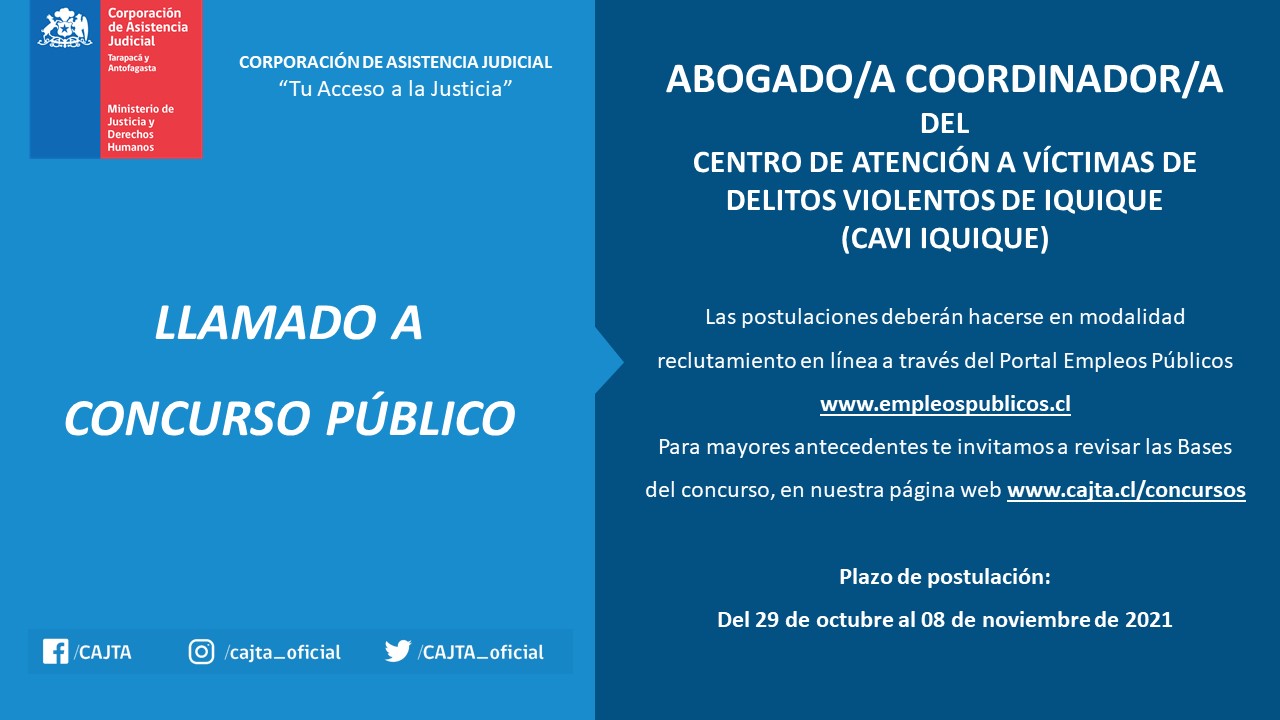 Corporación
de Asistencia
Judicial
Tarapacá y
Antofagasta
Ministerio de
Justicia y
Derechos
Humanos
CORPORACIÓN DE ASISTENCIA JUDICIAL
“Tu Acceso a la Justicia”
LLAMADO A
CONCURSO PÚBLICO
/CAJTA
/cajta_oficial
/CAJTA_oficial
ABOGADO/A COORDINADOR/A
DEL
CENTRO DE ATENCIÓN A VÍCTIMAS DE
DELITOS VIOLENTOS DE IQUIQUE
(CAVI IQUIQUE)
Las postulaciones deberán hacerse en modalidad
reclutamiento en línea a través del Portal Empleos Públicos
www.empleospublicos.cl
Para mayores antecedentes te invitamos a revisar las Bases
del concurso, en nuestra página web www.cajta.cl/concursos
Plazo de postulación:
Del 29 de octubre al 08 de noviembre de 2021